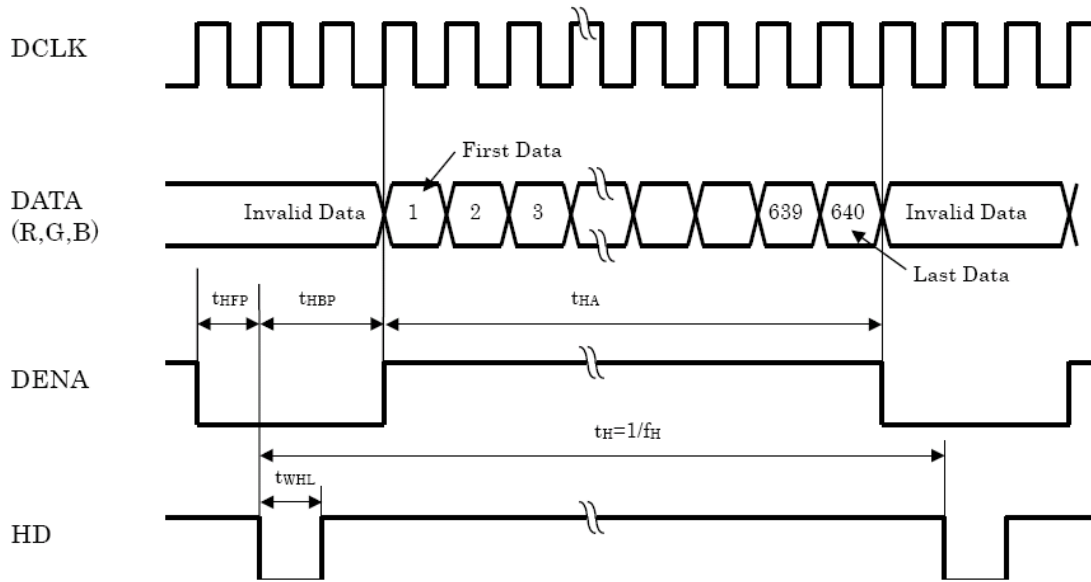 DCLK
First Data
DATA
(R,G,B)
Invalid Data 1 2 3 639 640 Invalid Data
Last Data
tHFP tHBP tHA
DENA
tH=1/fH
tWHL
HD